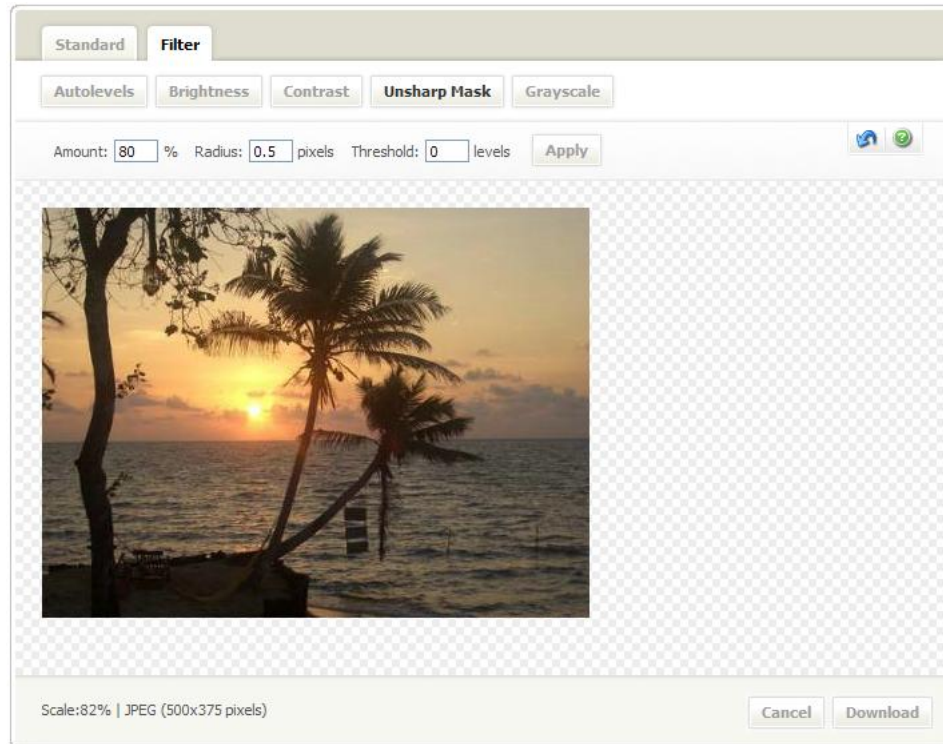 Standard Filter
Autolevels Brightness Contrast Unsharp Mask Grayscale
Amount: 80 % Radius: 0.5 pixels Threshold: 0 levels Apply
Scale:82% | JPEG (500x375 pixels)
Cancel Download